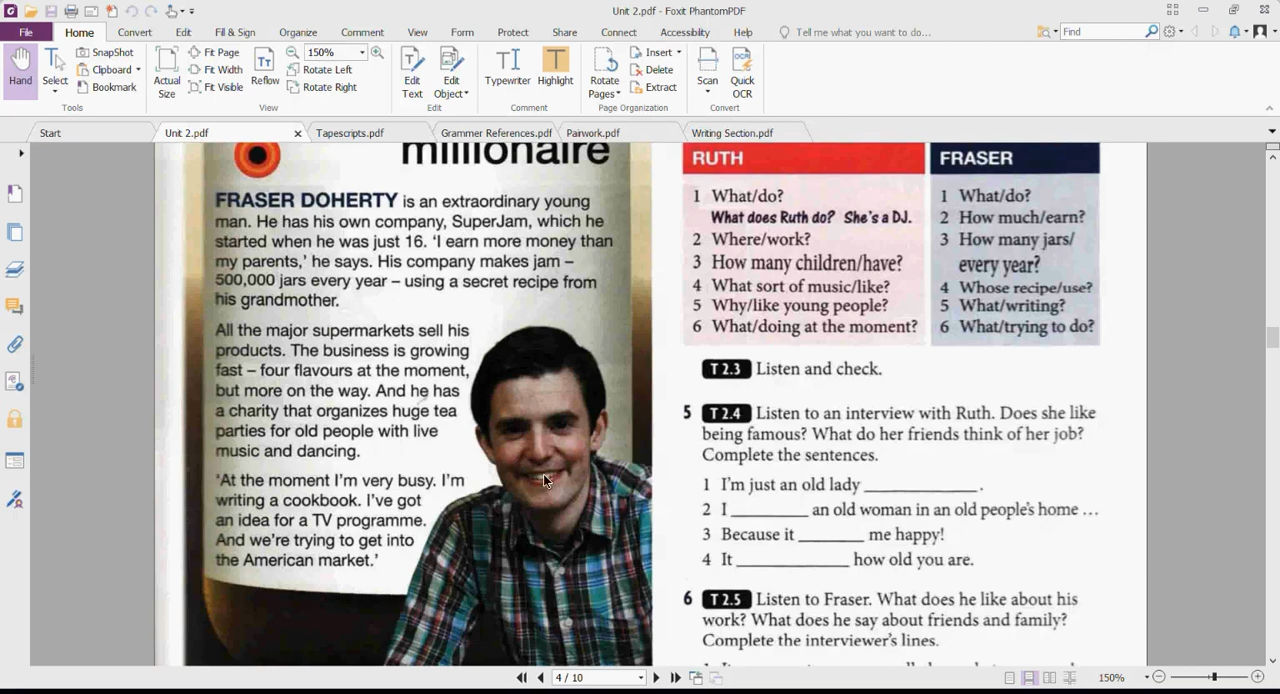 Unit 2.pdf - Foxit PhantomPDF
File Home Convert Edit Fill & Sign Organize Comment View Form Protect Share Connect Accessibility Help Tell me what you want to do... Find
Hand
Select
SnapShot
Clipboard
Bookmark
Tools
Actual Size
Fit Page
Fit Width
Fit Visible
Reflow
150%
Rotate Left
Rotate Right
View
Edit Text
Edit Object
Edit
Typewriter
Highlight
Comment
Rotate Pages
Insert
Delete
Extract
Page Organization
Scan
Quick OCR
Convert
Start Unit 2.pdf Tapescripts.pdf Grammer References.pdf Pairwork.pdf Writing Section.pdf
millionaire
FRASER DOHERTY is an extraordinary young
man. He has his own company, SuperJam, which he
started when he was just 16. 'I earn more money than
my parents,' he says. His company makes jam –
500,000 jars every year – using a secret recipe from
his grandmother.
All the major supermarkets sell his
products. The business is growing
fast – four flavours at the moment,
but more on the way. And he has
a charity that organizes huge tea
parties for old people with live
music and dancing.
'At the moment I'm very busy. I'm
writing a cookbook. I've got
an idea for a TV programme.
And we're trying to get into
the American market.'
RUTH
1 What/do?
What does Ruth do? She's a DJ.
2 Where/work?
3 How many children/have?
4 What sort of music/like?
5 Why/like young people?
6 What/doing at the moment?
FRASER
1 What/do?
2 How much/earn?
3 How many jars/
every year?
4 Whose recipe/use?
5 What/writing?
6 What/trying to do?
T 2.3 Listen and check.
5 T 2.4 Listen to an interview with Ruth. Does she like
being famous? What do her friends think of her job?
Complete the sentences.
1 I'm just an old lady ____________ .
2 I ________ an old woman in an old people's home …
3 Because it _______ me happy!
4 It ____________ how old you are.
6 T 2.5 Listen to Fraser. What does he like about his
work? What does he say about friends and family?
Complete the interviewer's lines.
4 / 10
150%